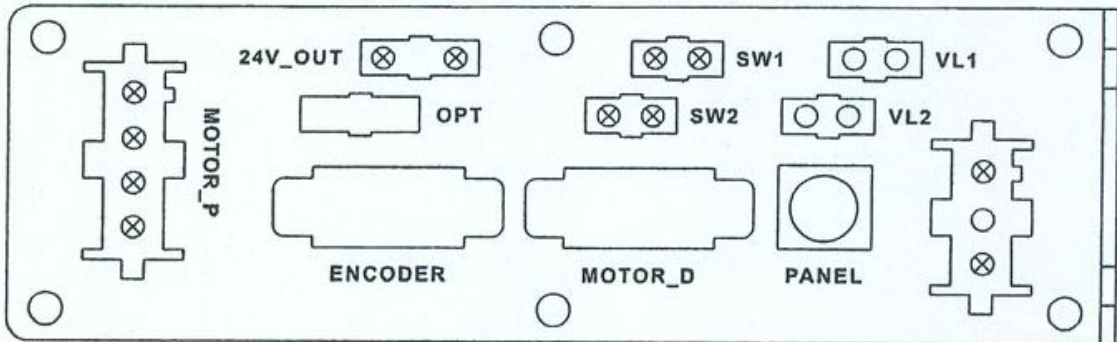 24V_OUT
SW1
VL1
OPT
SW2
VL2
MOTOR_P
ENCODER
MOTOR_D
PANEL